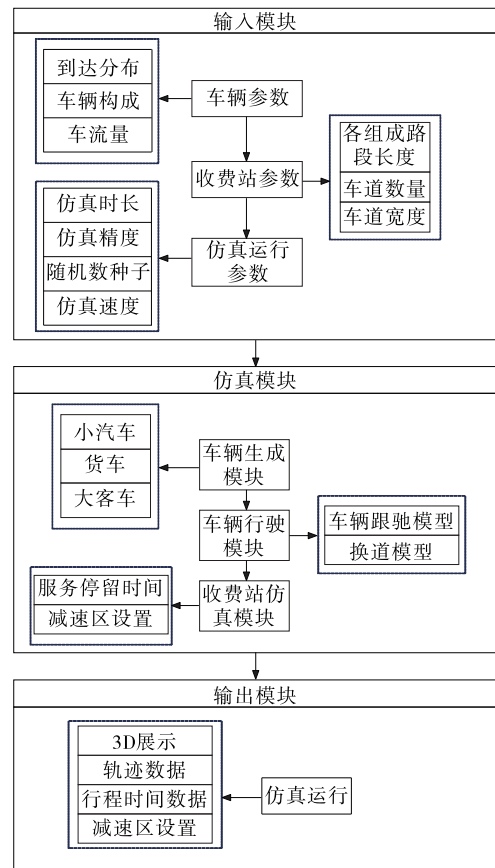 输入模块
到达分布
车辆构成
车流量
车辆参数
收费站参数
各组成路
段长度
车道数量
车道宽度
仿真时长
仿真精度
随机数种子
仿真速度
仿真运行
参数
仿真模块
小汽车
货车
大客车
车辆生成
模块
车辆行驶
模块
车辆跟驰模型
换道模型
服务停留时间
减速区设置
收费站仿
真模块
输出模块
3D展示
轨迹数据
行程时间数据
减速区设置
仿真运行